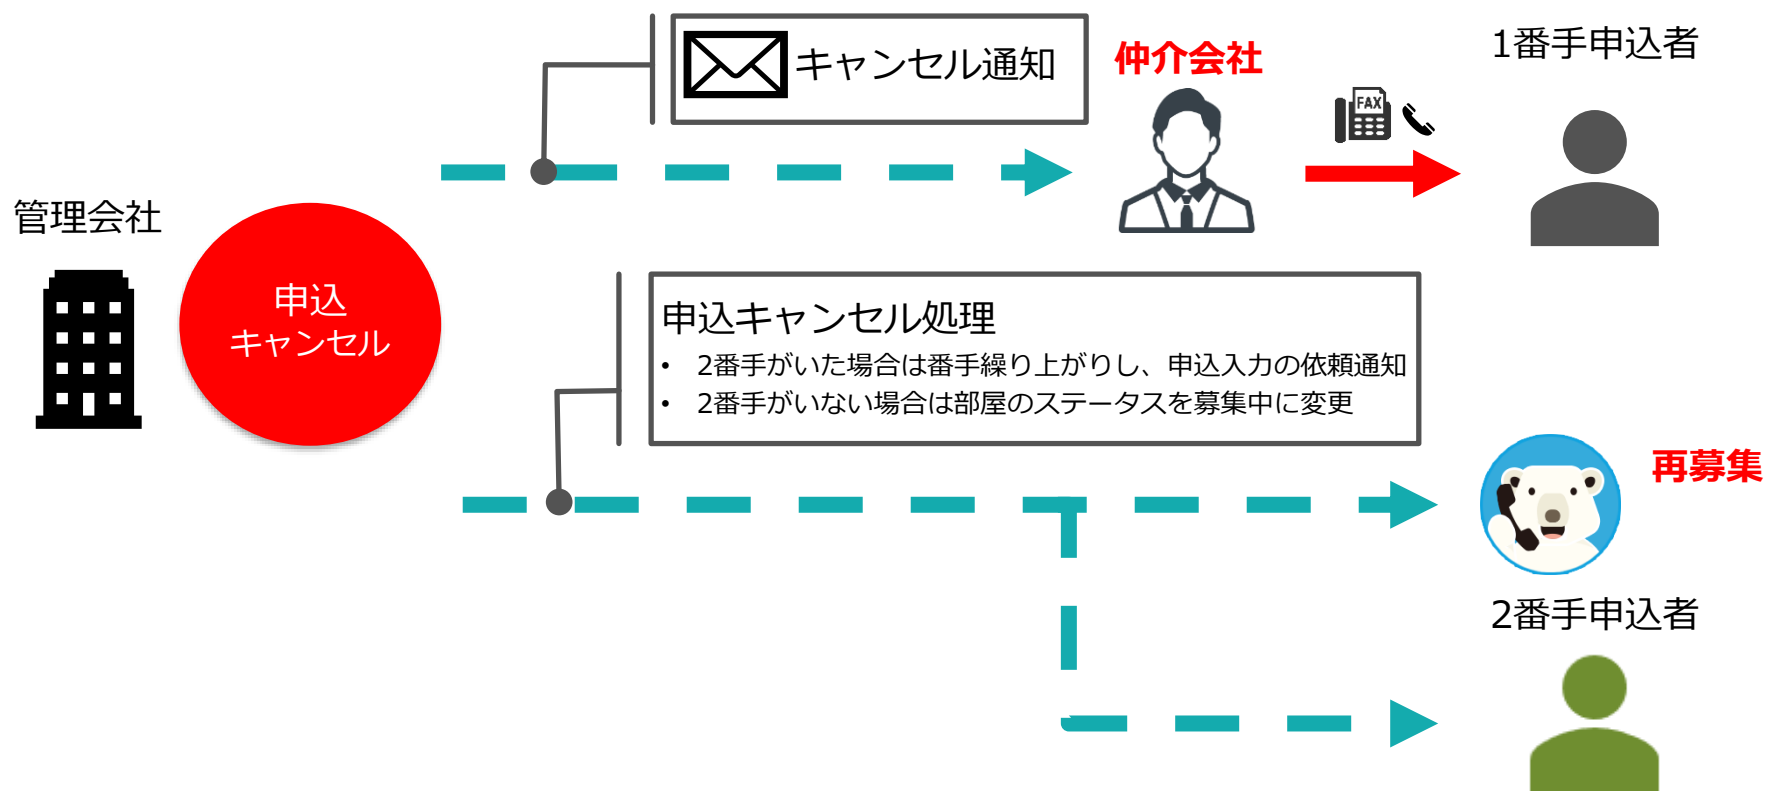 キャンセル通知
仲介会社
1番手申込者
FAX
管理会社
申込
キャンセル
申込キャンセル処理
• 2番手がいた場合は番手繰り上がりし、申込入力の依頼通知
• 2番手がいない場合は部屋のステータスを募集中に変更
再募集
2番手申込者